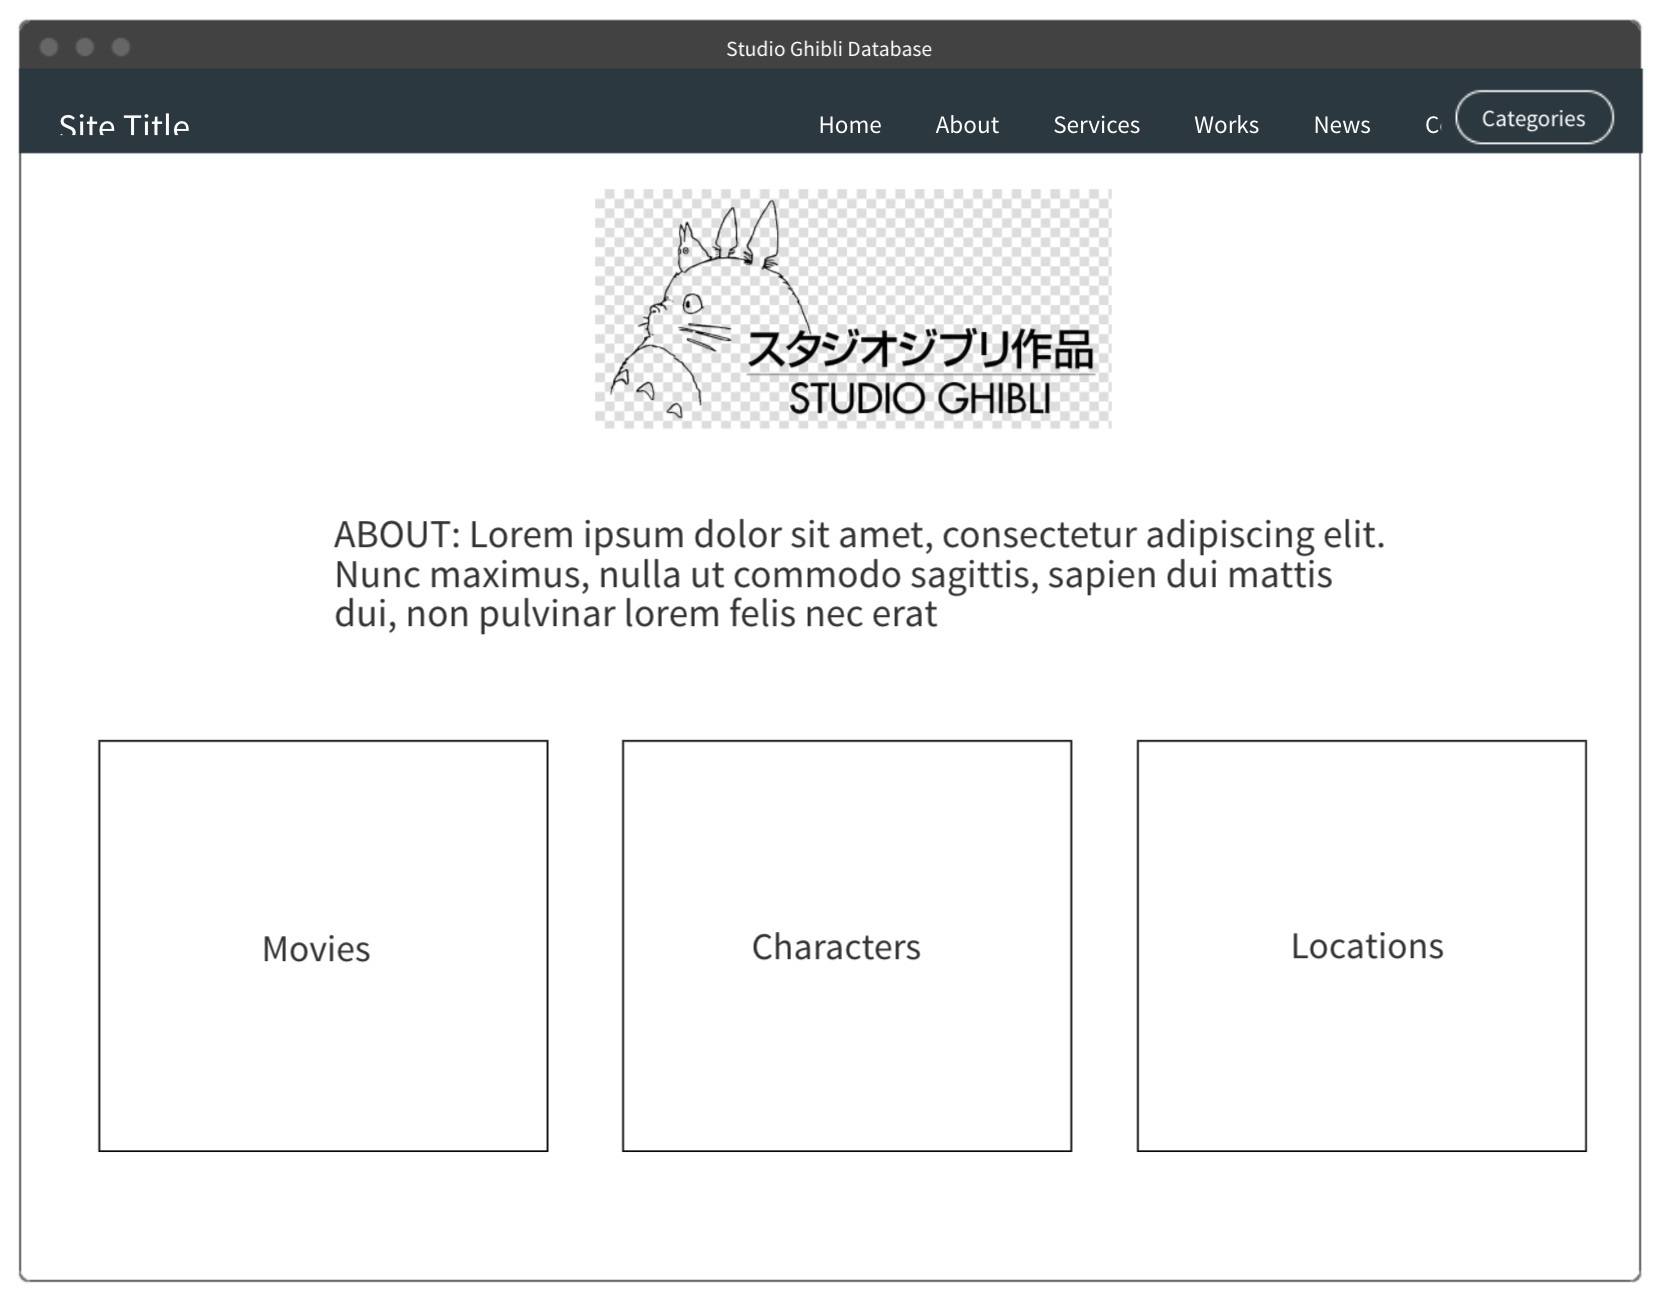 Studio Ghibli Database
Site Title
Home About Services Works News Categories
スタジオジブリ作品
STUDIO GHIBLI
ABOUT: Lorem ipsum dolor sit amet, consectetur adipiscing elit.
Nunc maximus, nulla ut commodo sagittis, sapien dui mattis
dui, non pulvinar lorem felis nec erat
Movies
Characters
Locations